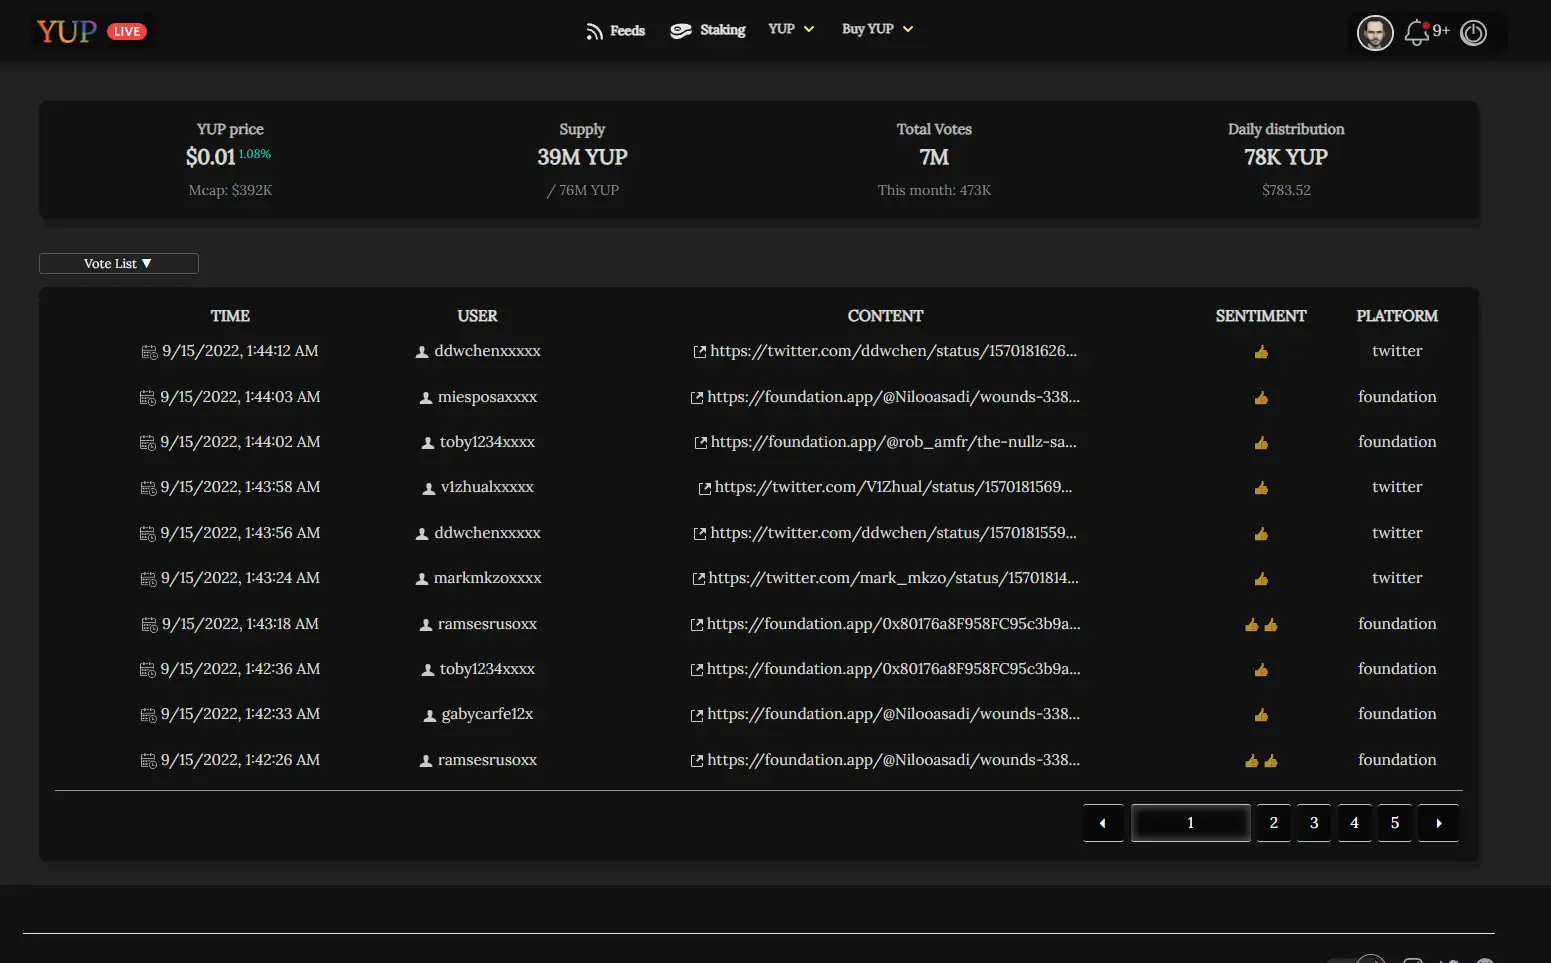 YUP LIVE Feeds Staking YUP Buy YUP 9+
YUP price Supply Total Votes Daily distribution
$0.01 1.08% 39M YUP 7M 78K YUP
Mcap: $392K / 76M YUP This month: 473K $783.52
Vote List ▼
TIME USER CONTENT SENTIMENT PLATFORM
9/15/2022, 1:44:12 AM ddwchenxxxxx https://twitter.com/ddwchen/status/1570181626... twitter
9/15/2022, 1:44:03 AM miesposaxxxx https://foundation.app/@Nilooasadi/wounds-338... foundation
9/15/2022, 1:44:02 AM toby1234xxxx https://foundation.app/@rob_amfr/the-nullz-sa... foundation
9/15/2022, 1:43:58 AM v1zhualxxxxx https://twitter.com/V1Zhual/status/1570181569... twitter
9/15/2022, 1:43:56 AM ddwchenxxxxx https://twitter.com/ddwchen/status/1570181559... twitter
9/15/2022, 1:43:24 AM markmkzoxxxx https://twitter.com/mark_mkzo/status/15701814... twitter
9/15/2022, 1:43:18 AM ramsesrusoxx https://foundation.app/0x80176a8F958FC95c3b9a... foundation
9/15/2022, 1:42:36 AM toby1234xxxx https://foundation.app/0x80176a8F958FC95c3b9a... foundation
9/15/2022, 1:42:33 AM gabycarfe12x https://foundation.app/@Nilooasadi/wounds-338... foundation
9/15/2022, 1:42:26 AM ramsesrusoxx https://foundation.app/@Nilooasadi/wounds-338... foundation
1 2 3 4 5